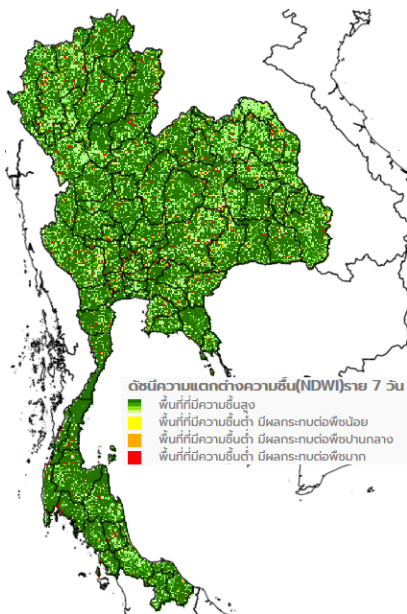 ดัชนีความแตกต่างความชื้น(NDWI)ราย 7 วัน
พื้นที่ที่มีความชื้นสูง
พื้นที่ที่มีความชื้นต่ำ มีผลกระทบต่อพืชน้อย
พื้นที่ที่มีความชื้นต่ำ มีผลกระทบต่อพืชปานกลาง
พื้นที่ที่มีความชื้นต่ำ มีผลกระทบต่อพืชมาก